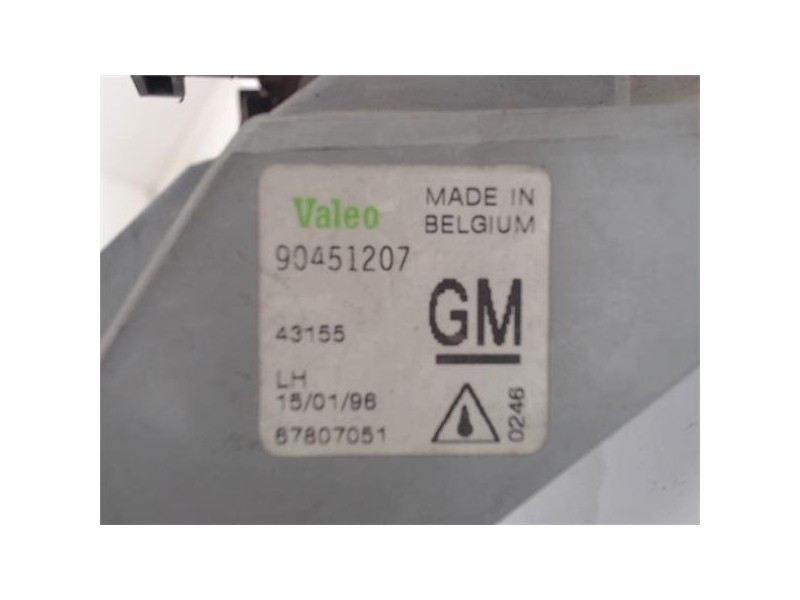 Valeo
MADE IN
BELGIUM
90451207
GM
43155
LH
15/01/96
67807051
0246